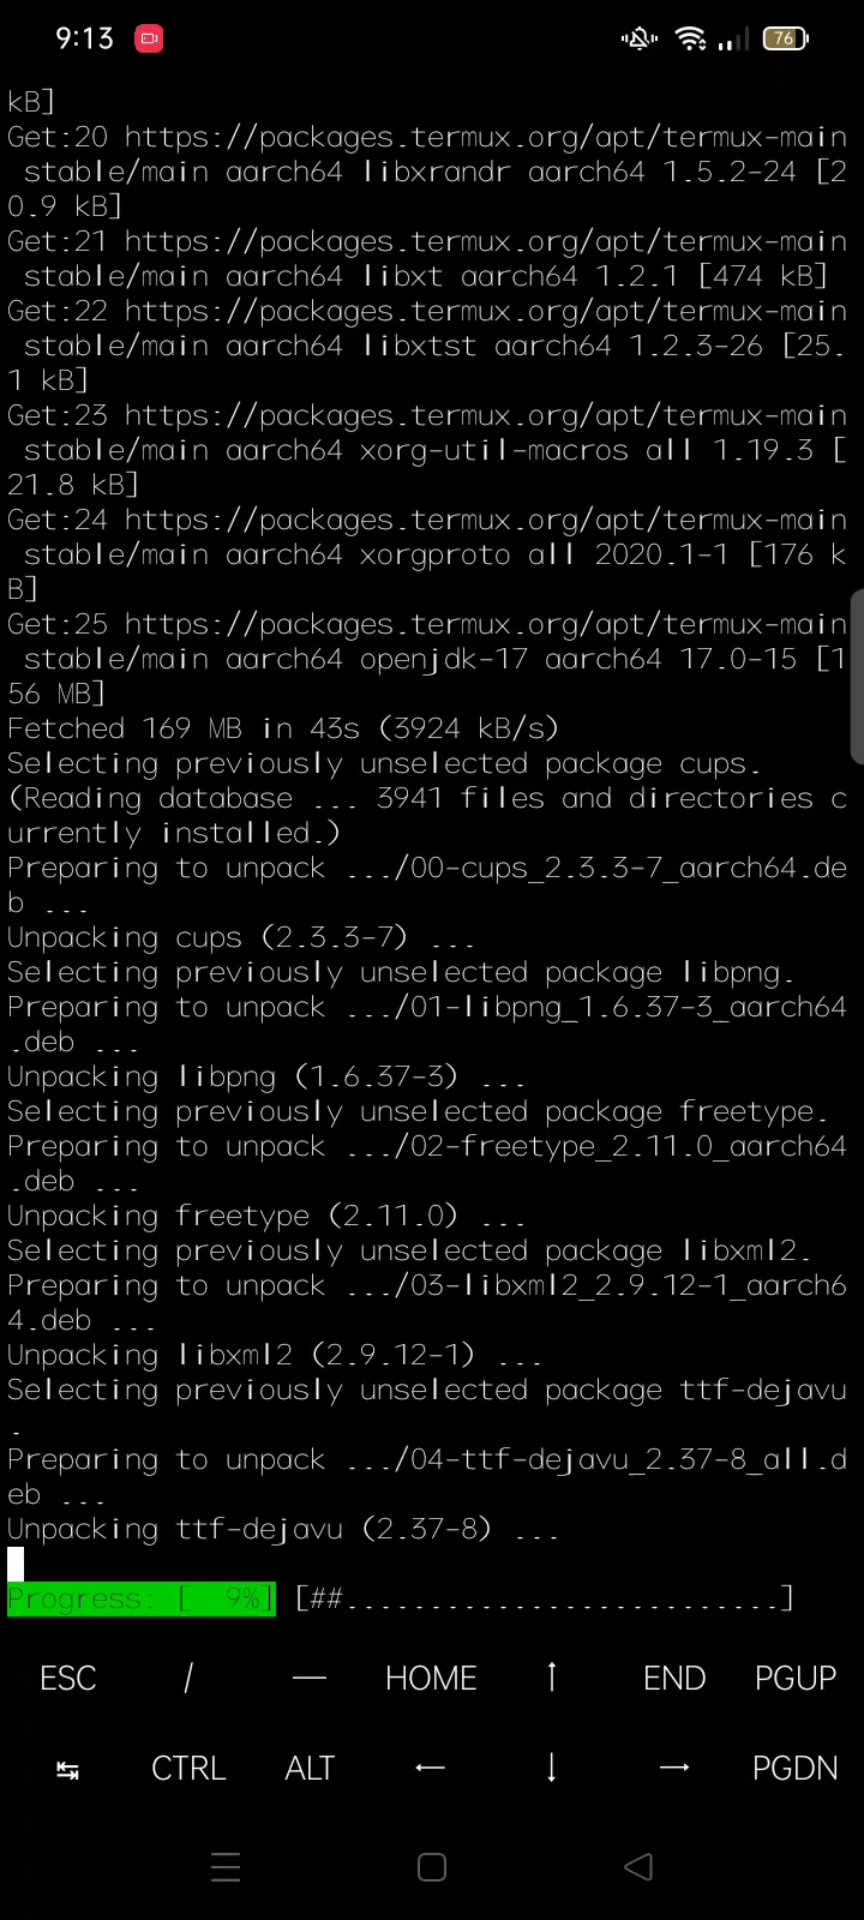 9:13
76
kB]
Get:20 https://packages.termux.org/apt/termux-main
 stable/main aarch64 libxrandr aarch64 1.5.2-24 [2
0.9 kB]
Get:21 https://packages.termux.org/apt/termux-main
 stable/main aarch64 libxt aarch64 1.2.1 [474 kB]
Get:22 https://packages.termux.org/apt/termux-main
 stable/main aarch64 libxtst aarch64 1.2.3-26 [25.
1 kB]
Get:23 https://packages.termux.org/apt/termux-main
 stable/main aarch64 xorg-util-macros all 1.19.3 [
21.8 kB]
Get:24 https://packages.termux.org/apt/termux-main
 stable/main aarch64 xorgproto all 2020.1-1 [176 k
B]
Get:25 https://packages.termux.org/apt/termux-main
 stable/main aarch64 openjdk-17 aarch64 17.0-15 [1
56 MB]
Fetched 169 MB in 43s (3924 kB/s)
Selecting previously unselected package cups.
(Reading database ... 3941 files and directories c
urrently installed.)
Preparing to unpack .../00-cups_2.3.3-7_aarch64.de
b ...
Unpacking cups (2.3.3-7) ...
Selecting previously unselected package libpng.
Preparing to unpack .../01-libpng_1.6.37-3_aarch64
.deb ...
Unpacking libpng (1.6.37-3) ...
Selecting previously unselected package freetype.
Preparing to unpack .../02-freetype_2.11.0_aarch64
.deb ...
Unpacking freetype (2.11.0) ...
Selecting previously unselected package libxml2.
Preparing to unpack .../03-libxml2_2.9.12-1_aarch6
4.deb ...
Unpacking libxml2 (2.9.12-1) ...
Selecting previously unselected package ttf-dejavu
.
Preparing to unpack .../04-ttf-dejavu_2.37-8_all.d
eb ...
Unpacking ttf-dejavu (2.37-8) ...
Progress: [  9%] [##..........................]
ESC / — HOME ↑ END PGUP
↹ CTRL ALT ← ↓ → PGDN